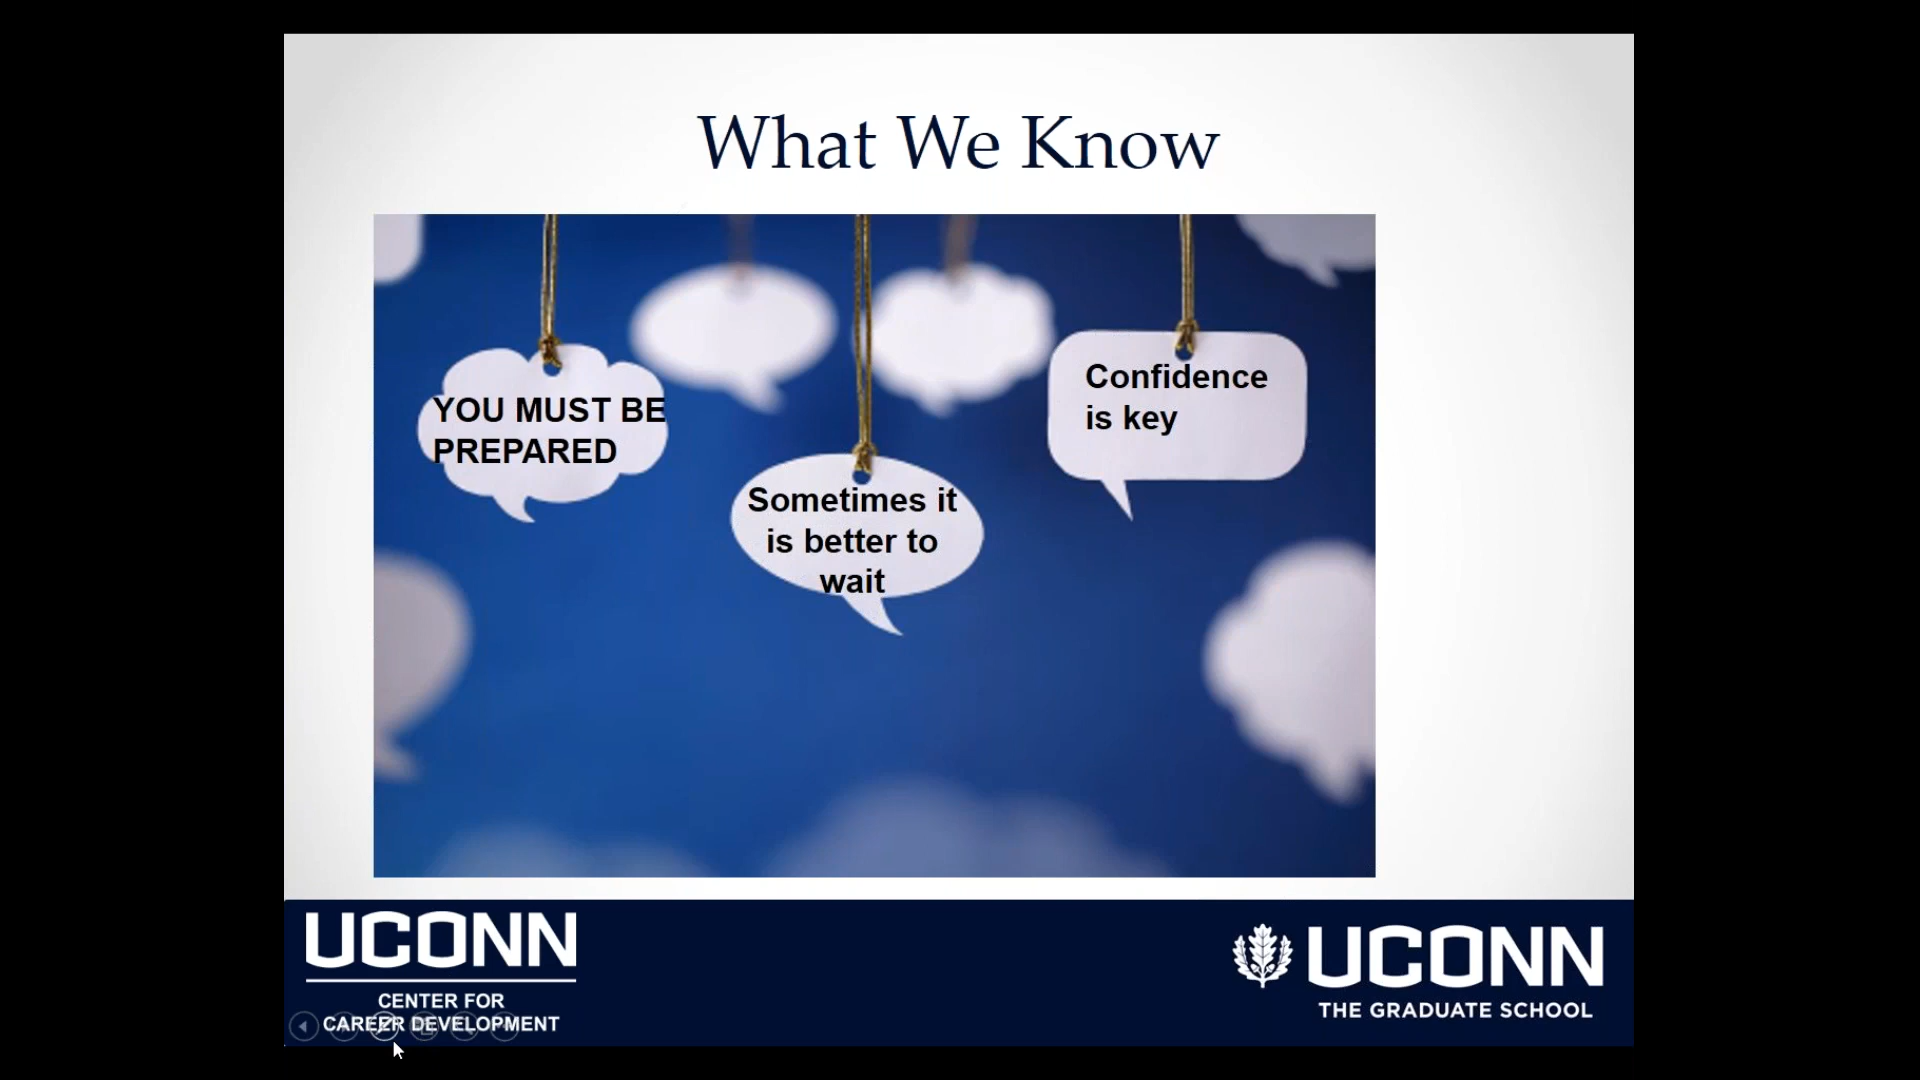 What We Know
YOU MUST BE
PREPARED
Sometimes it
is better to
wait
Confidence
is key
UCONN
CENTER FOR
CAREER DEVELOPMENT
UCONN
THE GRADUATE SCHOOL